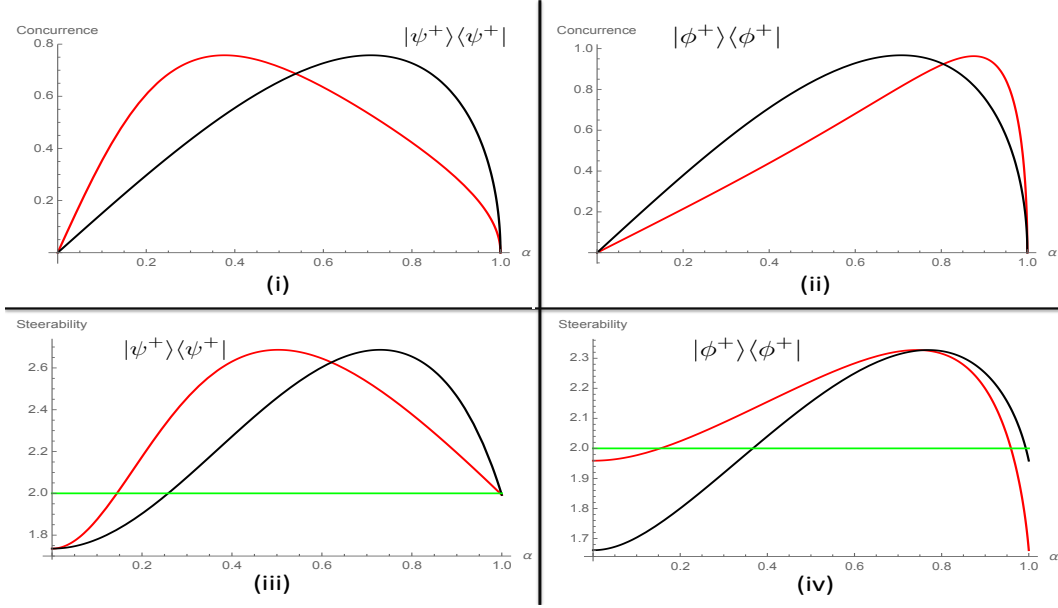 Concurrence
|ψ⁺⟩⟨ψ⁺|
0.8
0.6
0.4
0.2
0.2 0.4 0.6 0.8 1.0 α
(i)
Concurrence
|ϕ⁺⟩⟨ϕ⁺|
1.0
0.8
0.6
0.4
0.2
0.2 0.4 0.6 0.8 1.0 α
(ii)
Steerability
|ψ⁺⟩⟨ψ⁺|
2.6
2.4
2.2
2.0
1.8
0.2 0.4 0.6 0.8 1.0 α
(iii)
Steerability
|ϕ⁺⟩⟨ϕ⁺|
2.3
2.2
2.1
2.0
1.9
1.8
1.7
0.2 0.4 0.6 0.8 1.0 α
(iv)